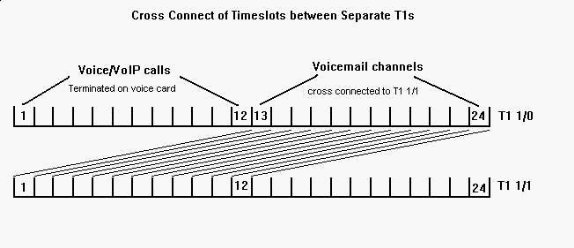 Cross Connect of Timeslots between Separate T1s
Voice/VoIP calls
Terminated on voice card
Voicemail channels
cross connected to T1 1/1
1 12 13 24 T1 1/0
1 12 24 T1 1/1